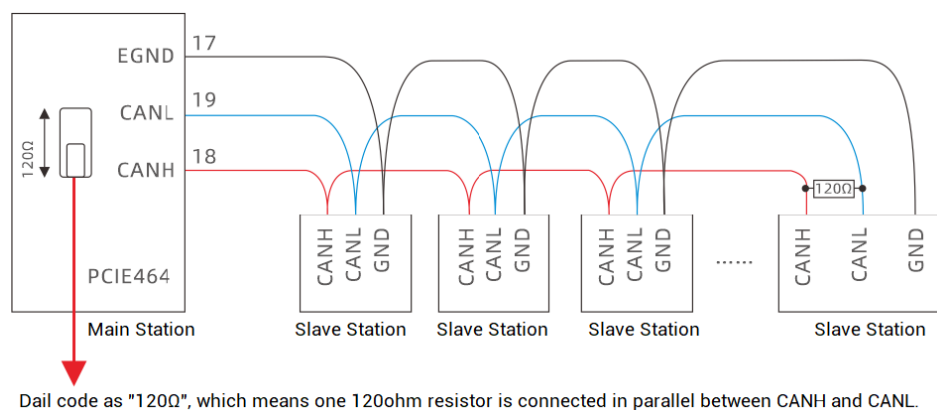 EGND 17
CANL 19
CANH 18
120Ω
PCIE464
Main Station
CANH CANL GND
Slave Station
CANH CANL GND
Slave Station
CANH CANL GND
Slave Station
......
120Ω
CANH CANL GND
Slave Station
Dail code as "120Ω", which means one 120ohm resistor is connected in parallel between CANH and CANL.